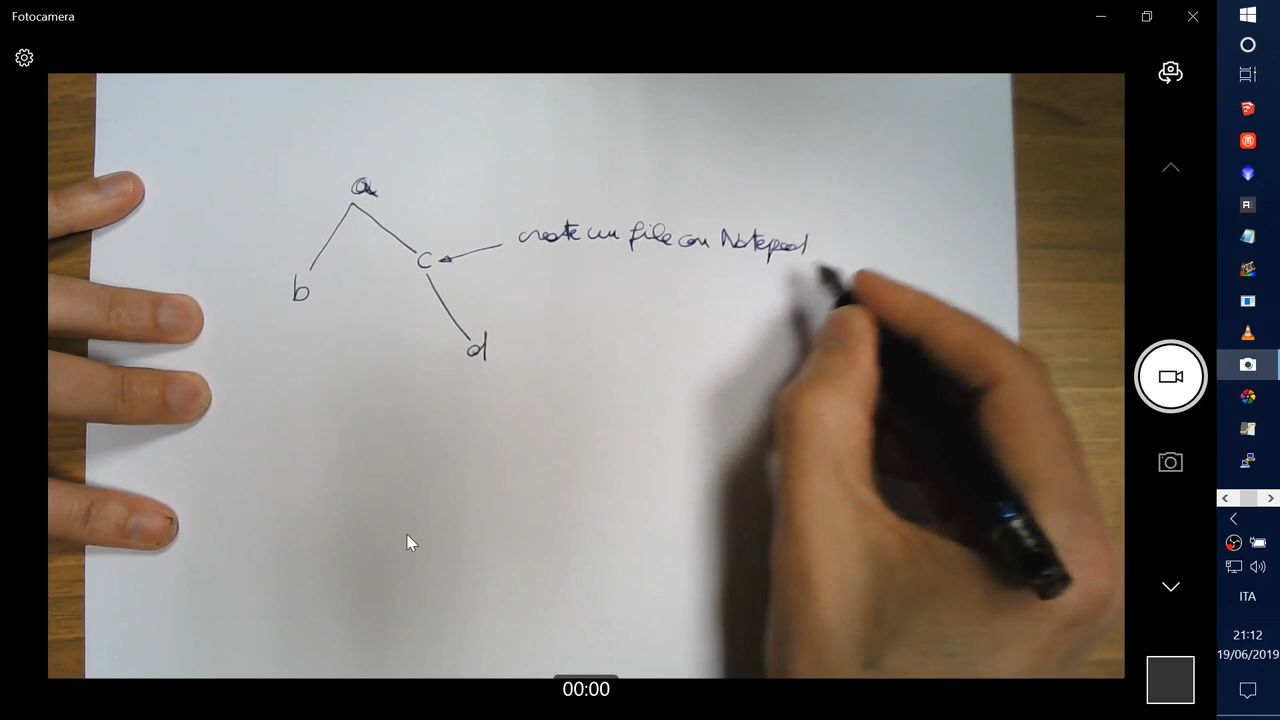 Fotocamera
a
create un file con Notepad
c
b
d
00:00
ITA
21:12
19/06/2019